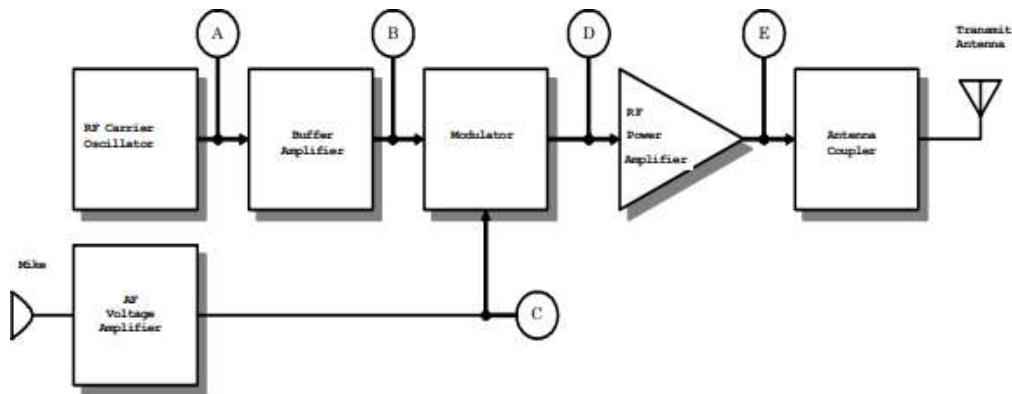 A
B
D
E
Transmit
Antenna
RF Carrier
Oscillator
Buffer
Amplifier
Modulator
RF
Power
Amplifier
Antenna
Coupler
Mike
AF
Voltage
Amplifier
C